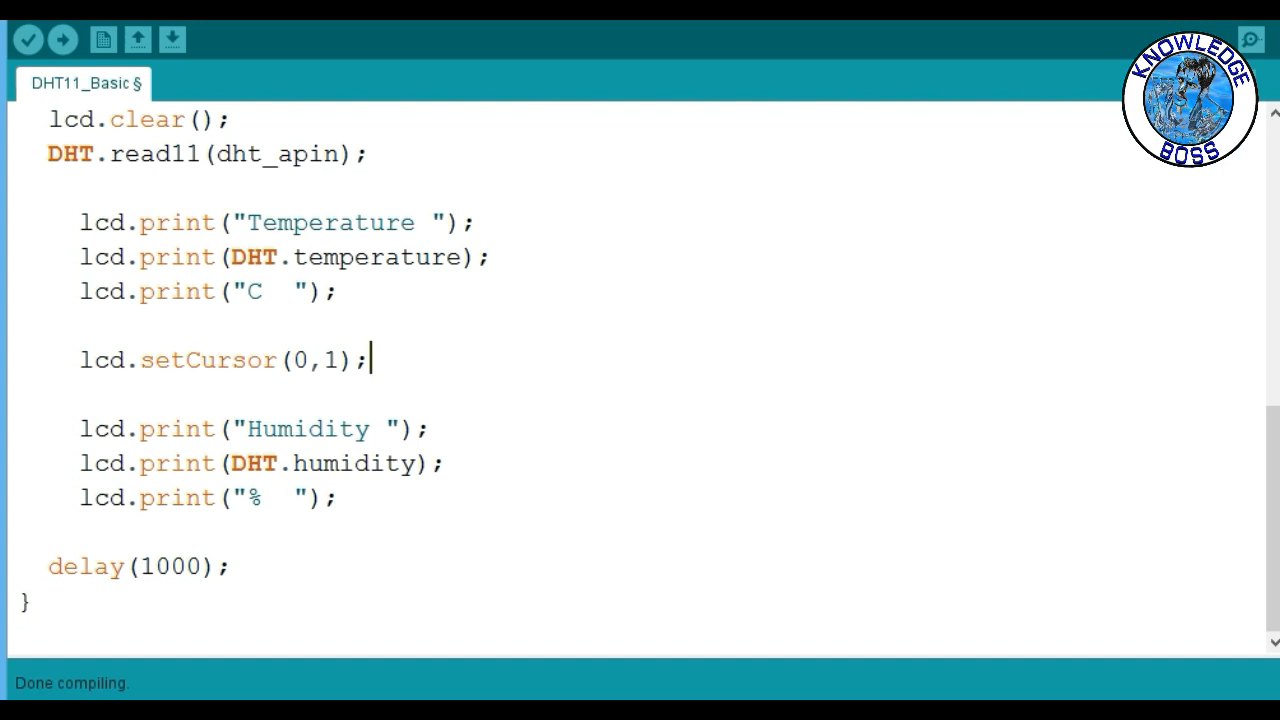 KNOWLEDGE
BOSS
DHT11_Basic §
lcd.clear();
DHT.read11(dht_apin);
lcd.print("Temperature ");
lcd.print(DHT.temperature);
lcd.print("C  ");
lcd.setCursor(0,1);
lcd.print("Humidity ");
lcd.print(DHT.humidity);
lcd.print("%  ");
delay(1000);
}
Done compiling.